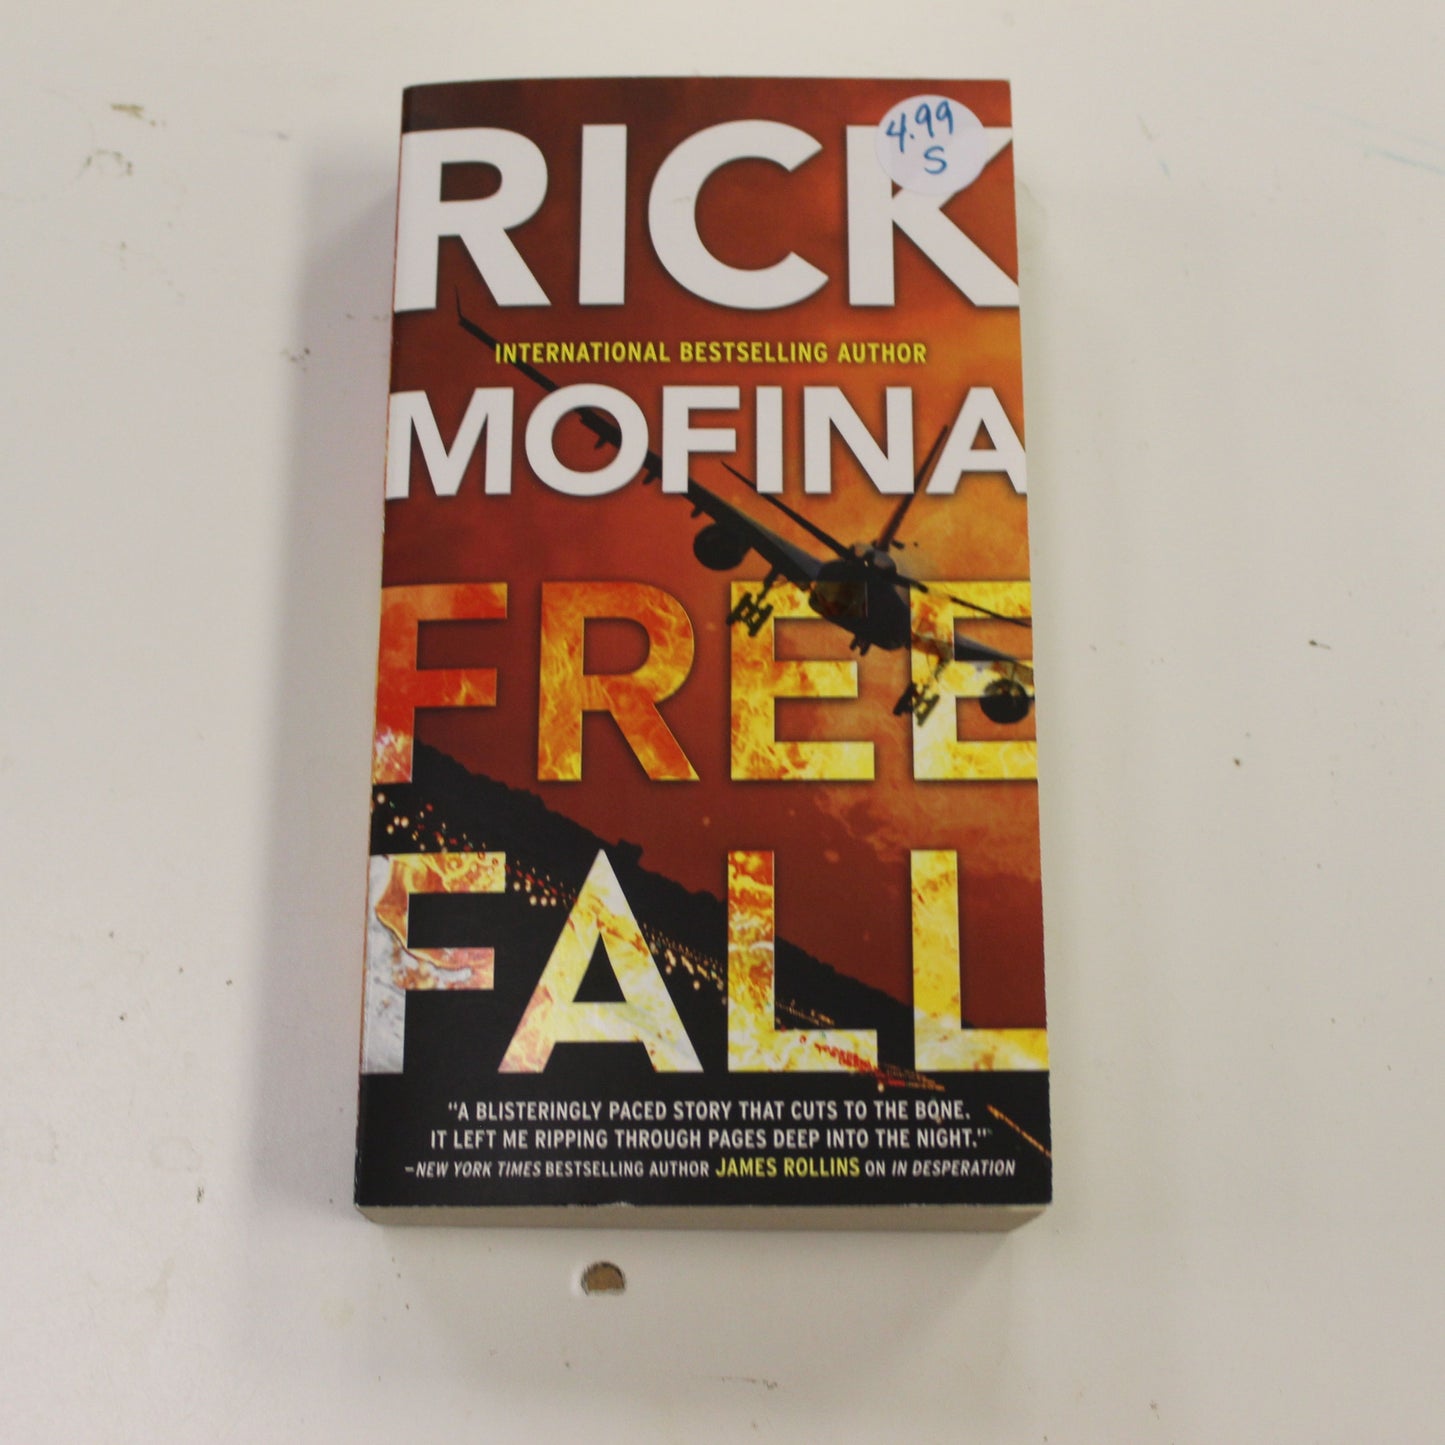 4.99
S
RICK
INTERNATIONAL BESTSELLING AUTHOR
MOFINA
FREE
FALL
"A BLISTERINGLY PACED STORY THAT CUTS TO THE BONE.
IT LEFT ME RIPPING THROUGH PAGES DEEP INTO THE NIGHT."
—NEW YORK TIMES BESTSELLING AUTHOR JAMES ROLLINS ON IN DESPERATION